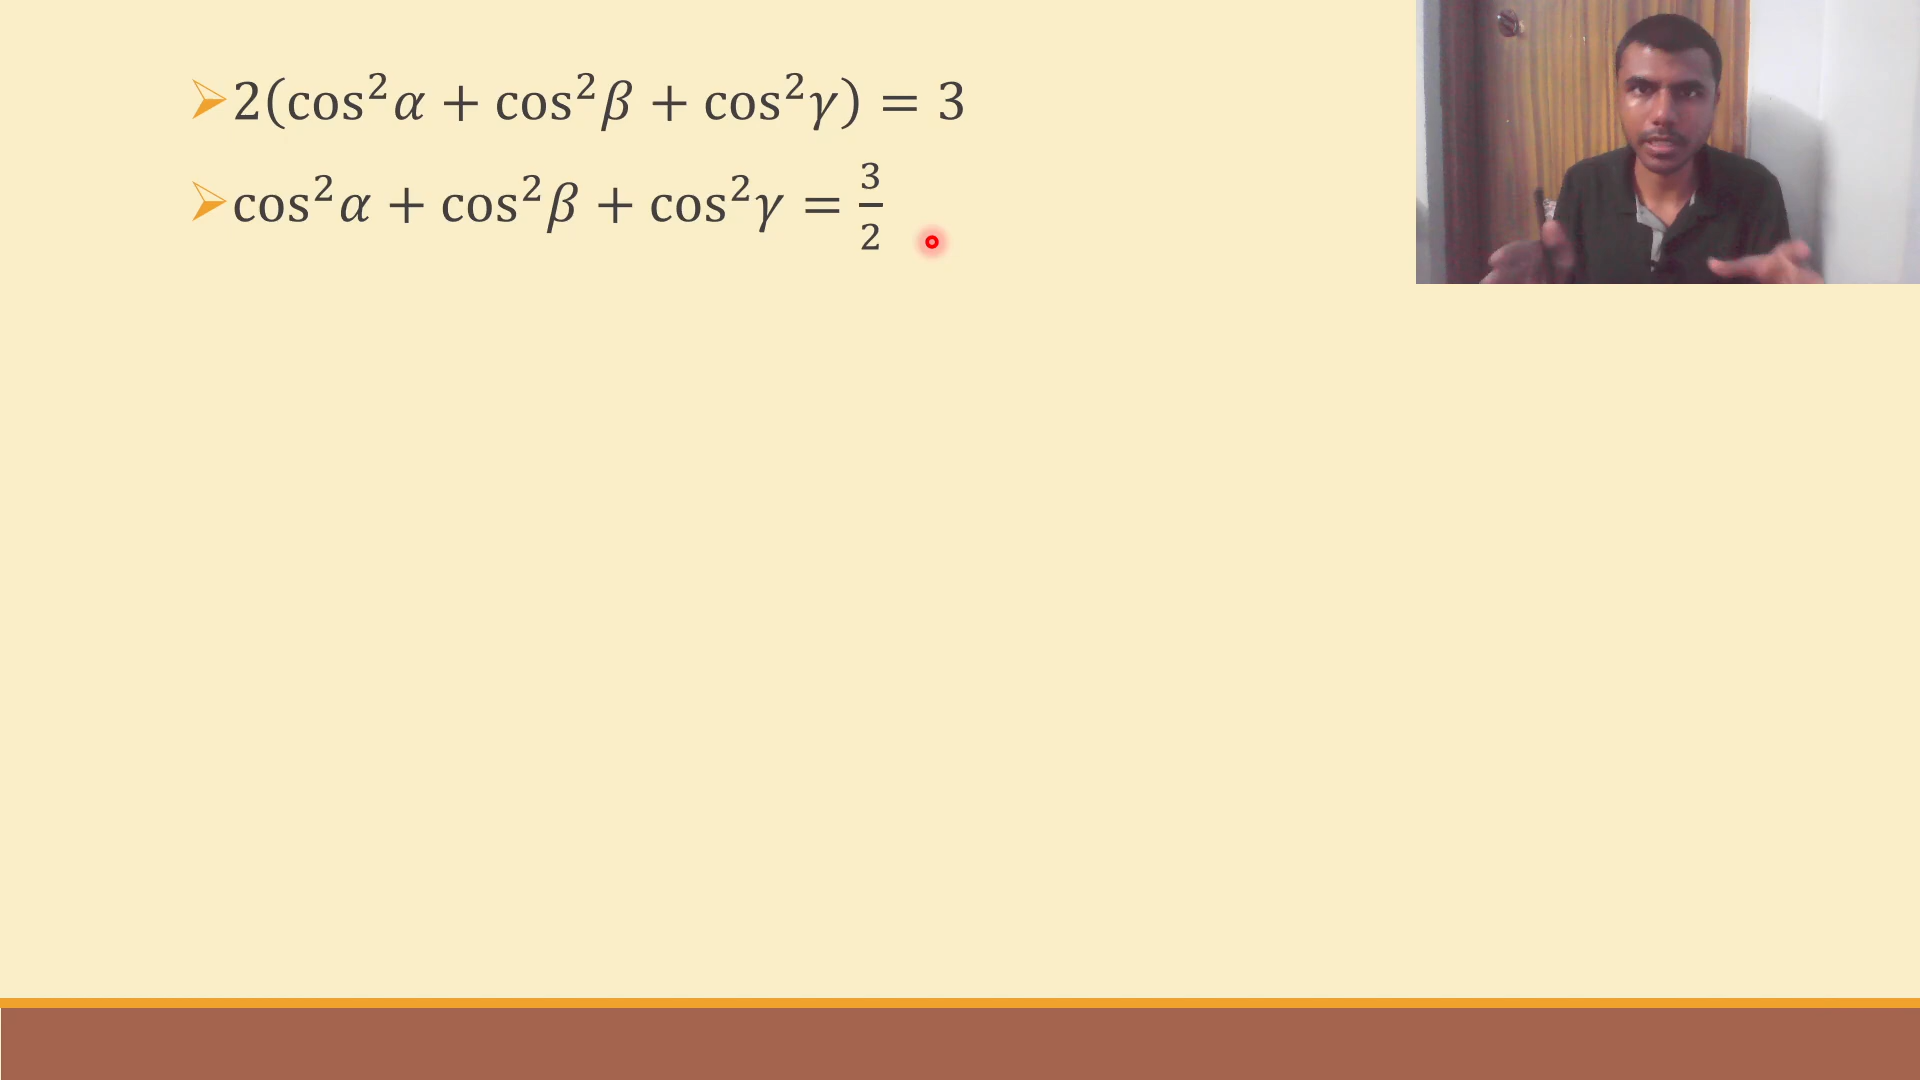 2(cos²α + cos²β + cos²γ) = 3
cos²α + cos²β + cos²γ = 3/2